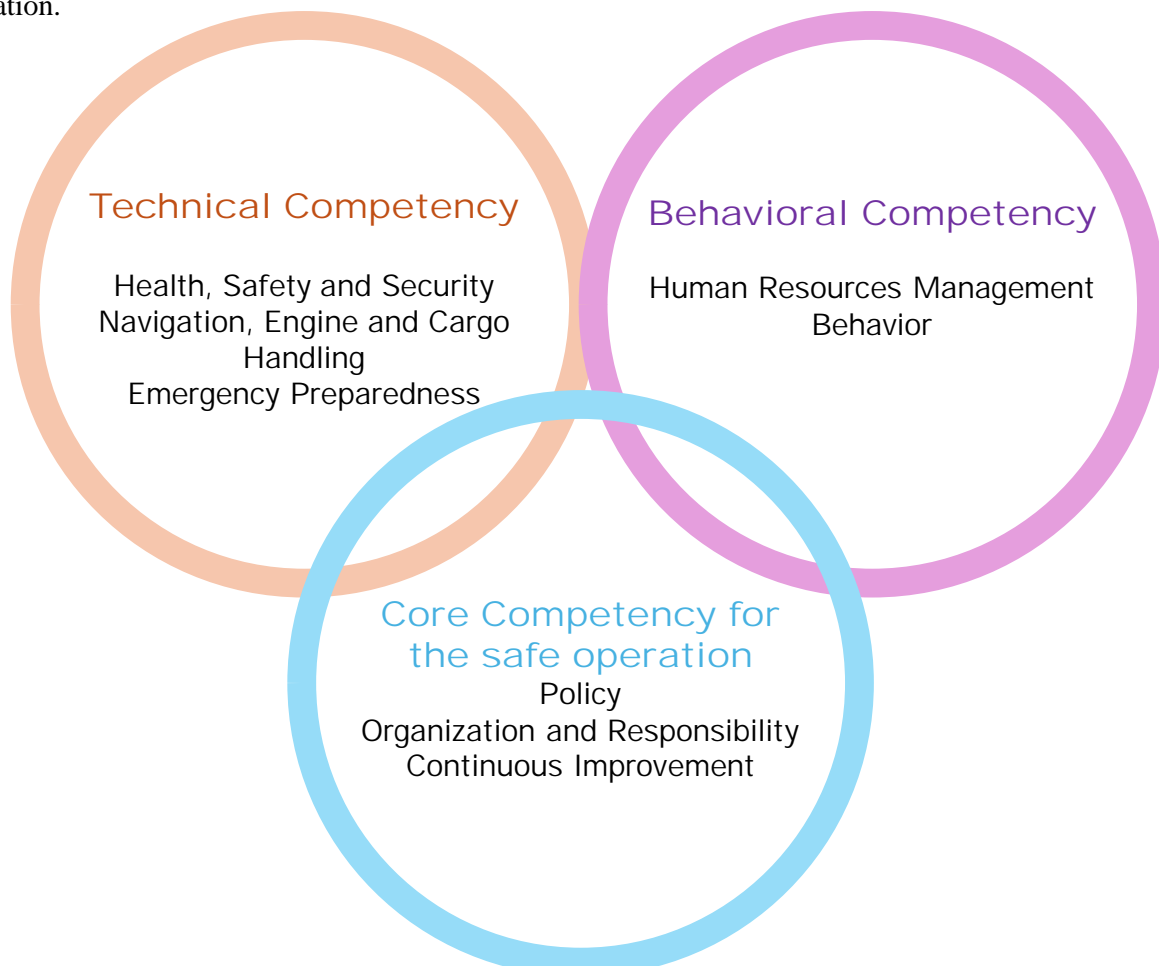 ation.
Technical Competency
Health, Safety and Security
Navigation, Engine and Cargo
Handling
Emergency Preparedness
Behavioral Competency
Human Resources Management
Behavior
Core Competency for
the safe operation
Policy
Organization and Responsibility
Continuous Improvement